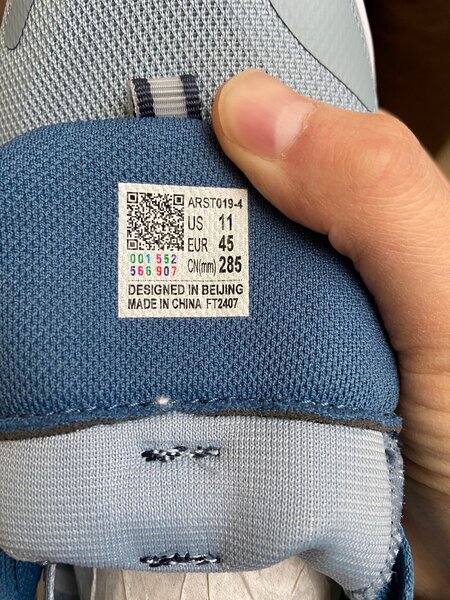 ARST019-4
US 11
EUR 45
CN(mm) 285
001 552
566 907
DESIGNED IN BEIJING
MADE IN CHINA FT2407